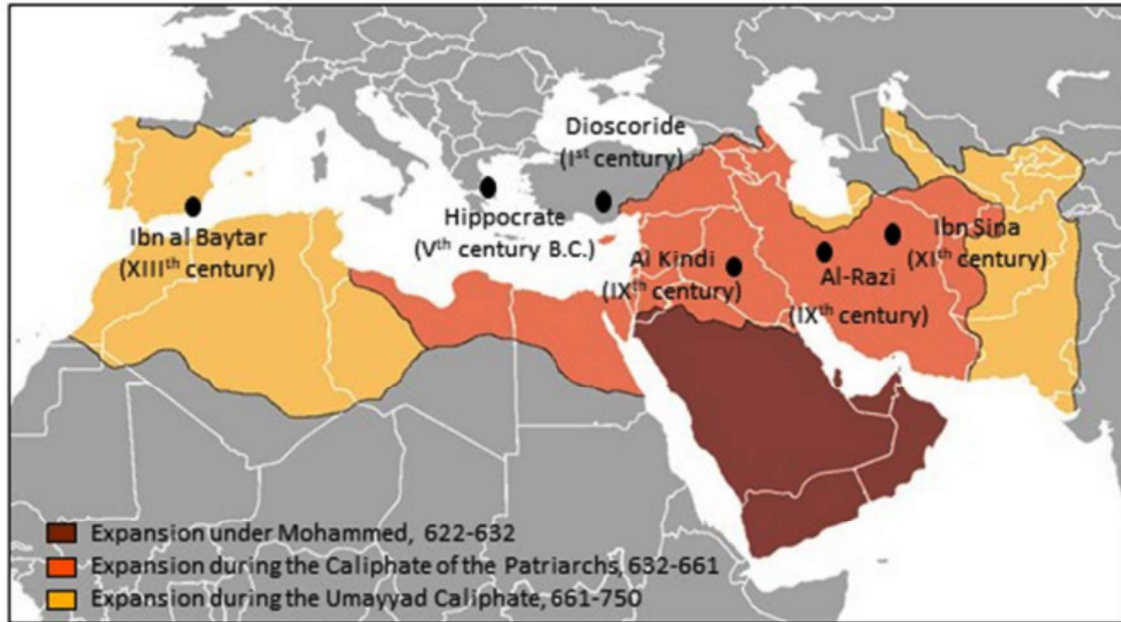 Dioscoride
(Ist century)
Hippocrate
(Vth century B.C.)
Ibn al Baytar
(XIIIth century)
Al Kindi
(IXth century)
Ibn Sina
(XIth century)
Al-Razi
(IXth century)
Expansion under Mohammed, 622-632
Expansion during the Caliphate of the Patriarchs, 632-661
Expansion during the Umayyad Caliphate, 661-750